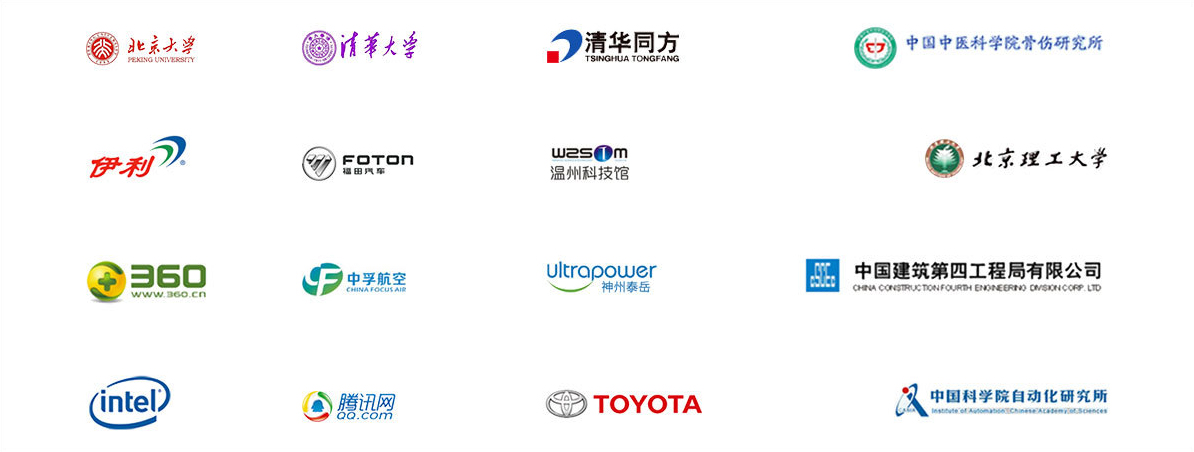 北京大学
PEKING UNIVERSITY
清華大学
清华同方
TSINGHUA TONGFANG
中国中医科学院骨伤研究所
伊利
®
FOTON
福田汽车
WZSTM
温州科技馆
北京理工大学
360
www.360.cn
中孚航空
CHINA FOCUS AIR
ultrapower
神州泰岳
中国建筑第四工程局有限公司
CHINA CONSTRUCTION FOURTH ENGINEERING DIVISION CORP. LTD
intel
腾讯网
QQ.com
TOYOTA
中国科学院自动化研究所
Institute of Automation Chinese Academy of Sciences